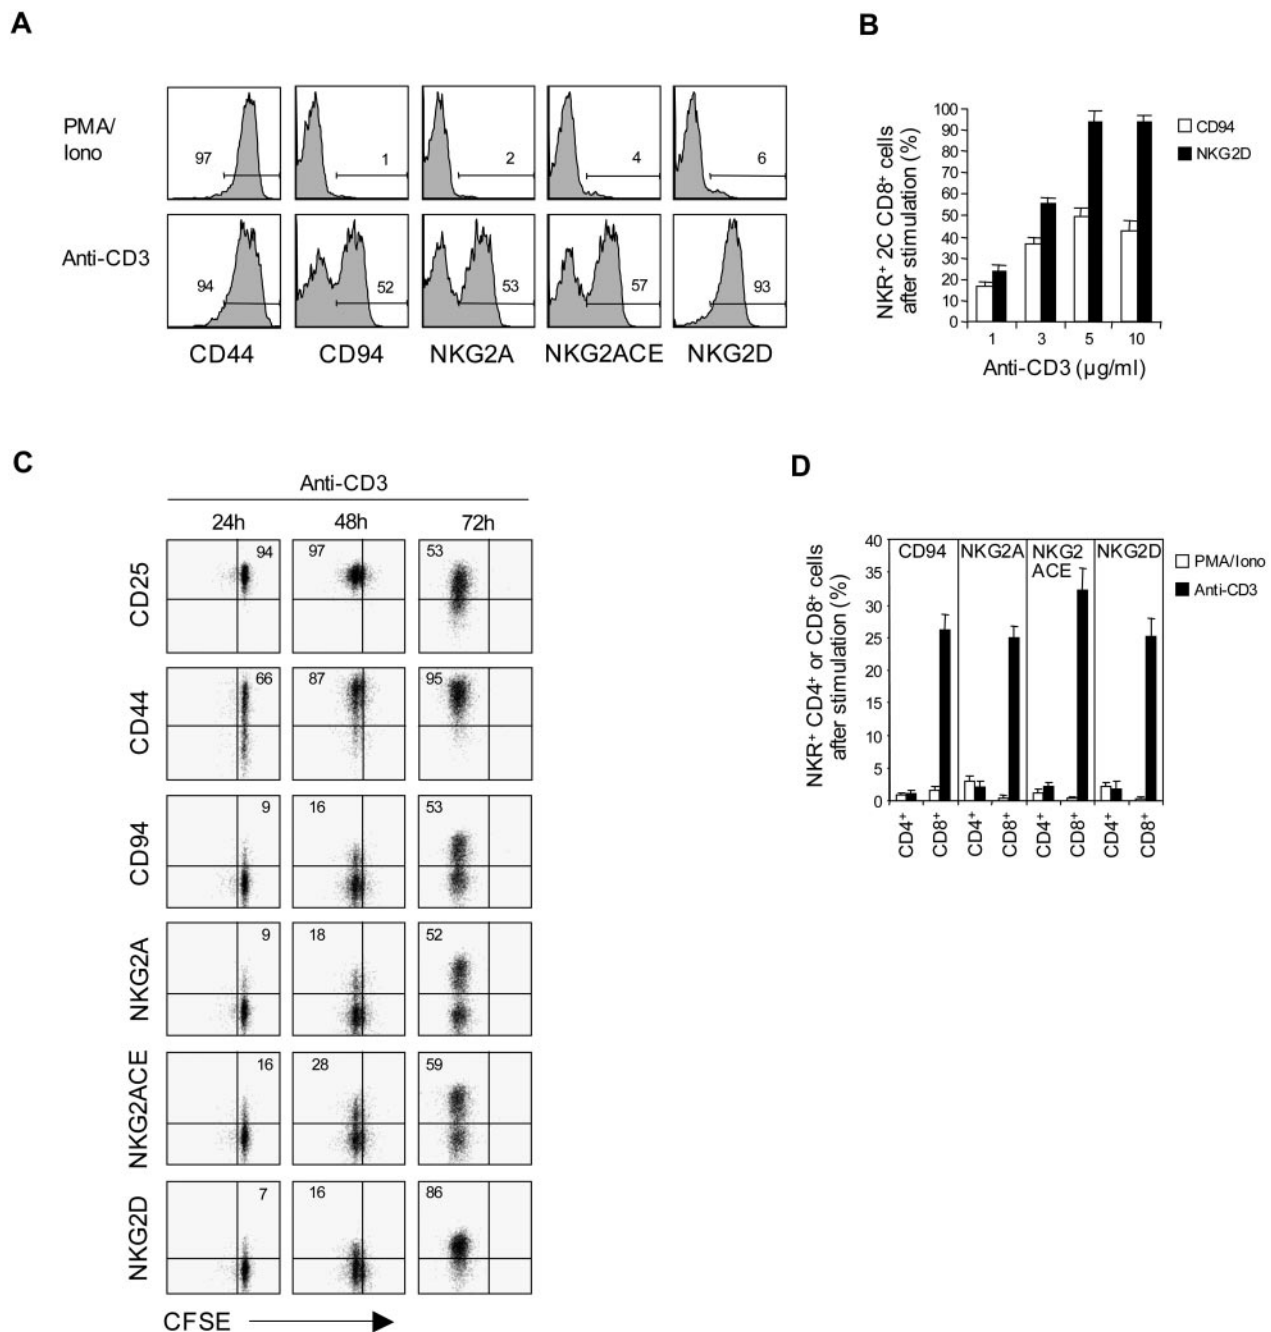 A
PMA/
Iono
97
1
2
4
6
Anti-CD3
94
52
53
57
93
CD44
CD94
NKG2A
NKG2ACE
NKG2D
B
NKR⁺ 2C CD8⁺ cells
after stimulation (%)
100
90
80
70
60
50
40
30
20
10
0
1
3
5
10
Anti-CD3 (µg/ml)
CD94
NKG2D
C
Anti-CD3
24h
48h
72h
CD25
94
97
53
CD44
66
87
95
CD94
9
16
53
NKG2A
9
18
52
NKG2ACE
16
28
59
NKG2D
7
16
86
CFSE
D
NKR⁺ CD4⁺ or CD8⁺ cells
after stimulation (%)
40
35
30
25
20
15
10
5
0
CD94
NKG2A
NKG2
ACE
NKG2D
PMA/Iono
Anti-CD3
CD4⁺
CD8⁺
CD4⁺
CD8⁺
CD4⁺
CD8⁺
CD4⁺
CD8⁺